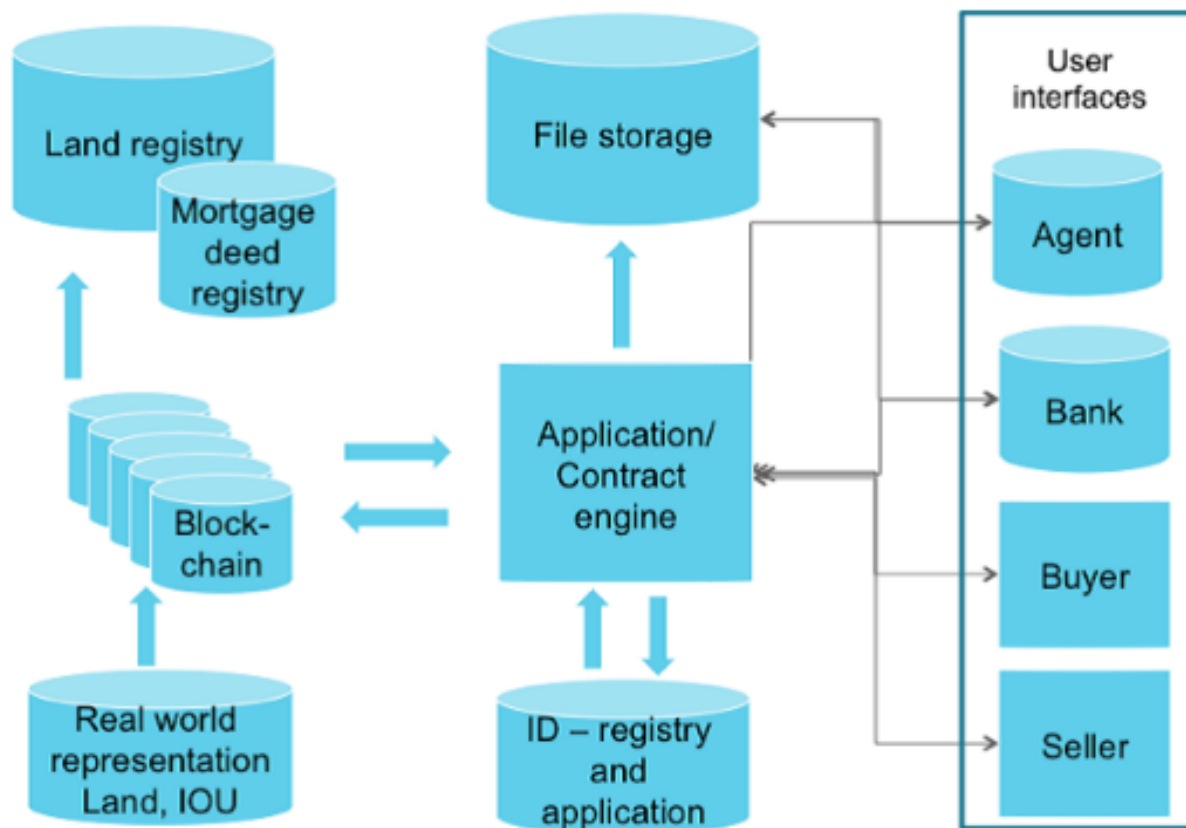 Land registry
Mortgage
deed
registry
File storage
User
interfaces
Agent
Bank
Application/
Contract
engine
Block-
chain
Buyer
Real world
representation
Land, IOU
ID – registry
and
application
Seller